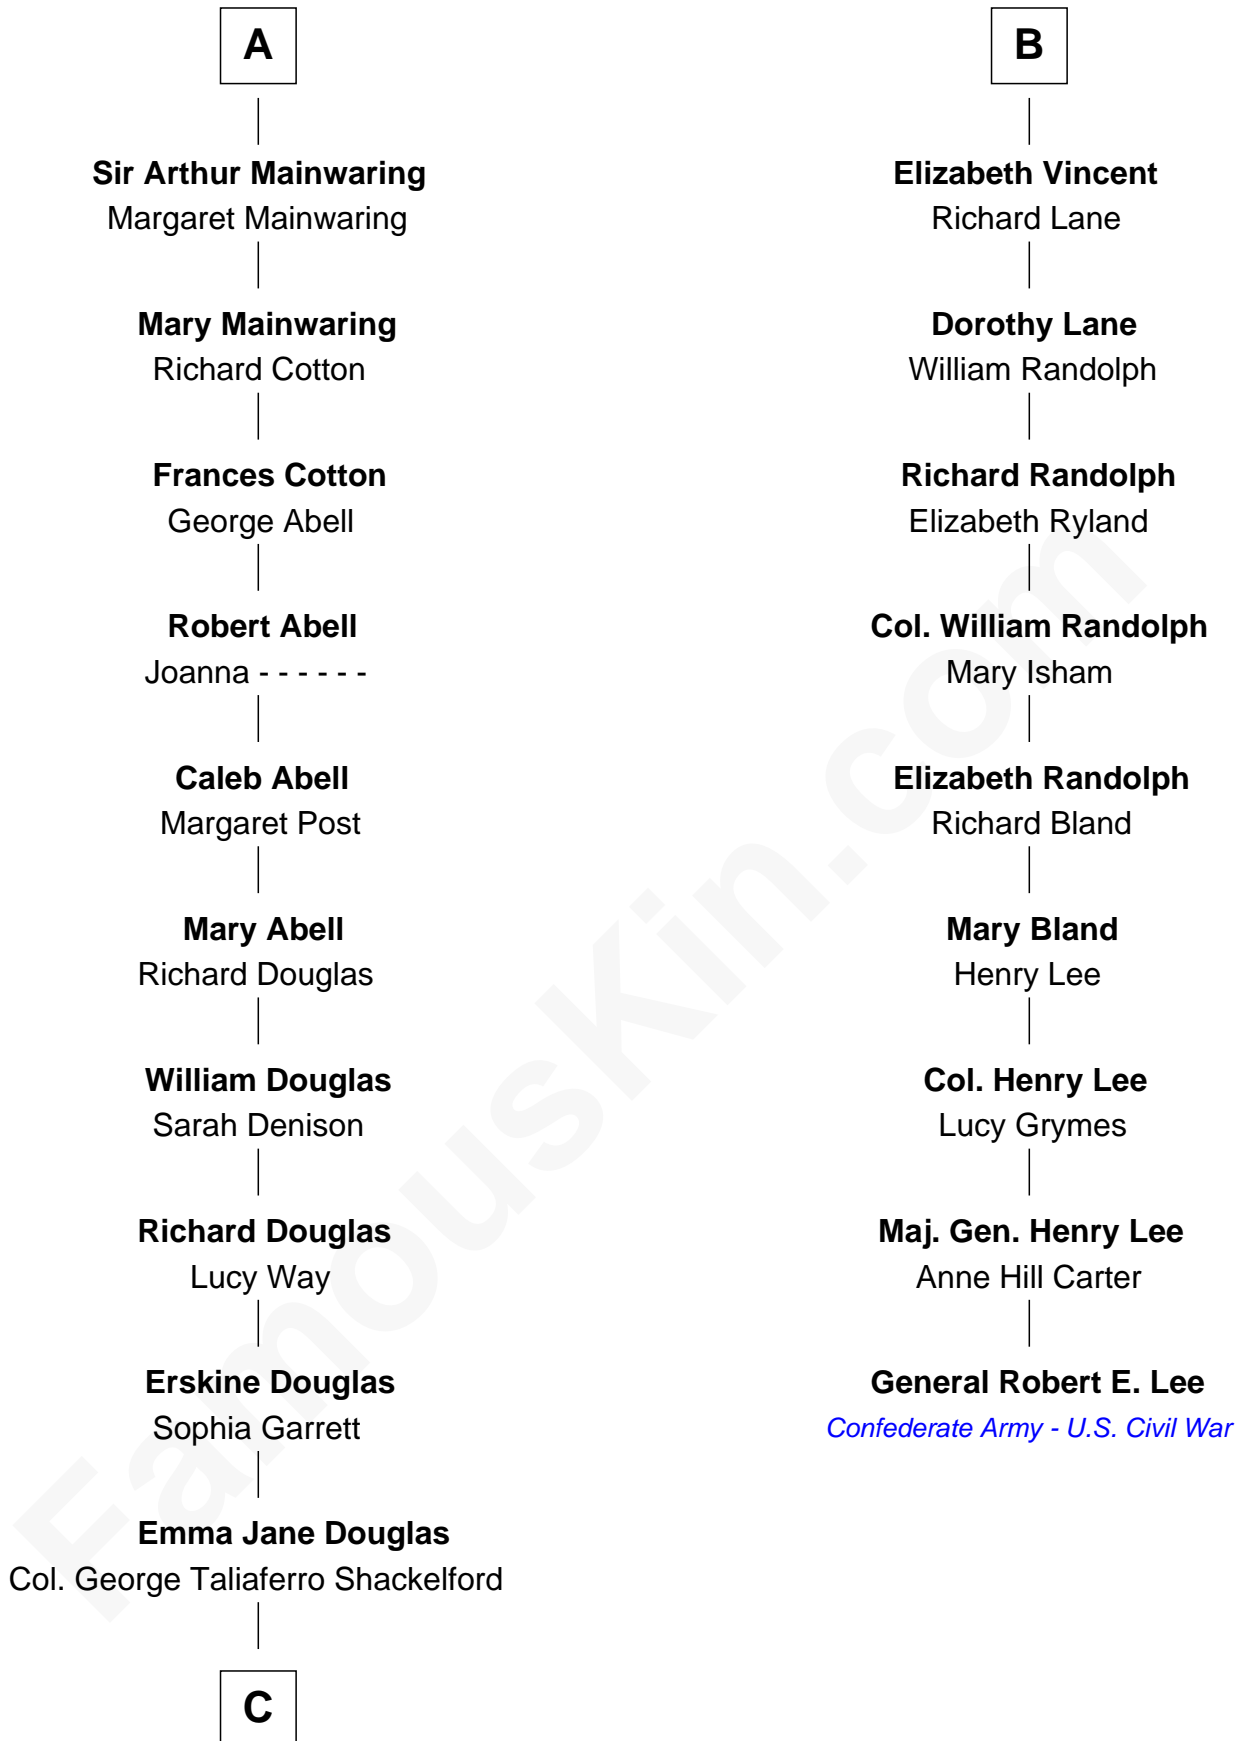 A
Sir Arthur Mainwaring
Margaret Mainwaring
Mary Mainwaring
Richard Cotton
Frances Cotton
George Abell
Robert Abell
Joanna - - - - - -
Caleb Abell
Margaret Post
Mary Abell
Richard Douglas
William Douglas
Sarah Denison
Richard Douglas
Lucy Way
Erskine Douglas
Sophia Garrett
Emma Jane Douglas
Col. George Taliaferro Shackelford
C
B
Elizabeth Vincent
Richard Lane
Dorothy Lane
William Randolph
Richard Randolph
Elizabeth Ryland
Col. William Randolph
Mary Isham
Elizabeth Randolph
Richard Bland
Mary Bland
Henry Lee
Col. Henry Lee
Lucy Grymes
Maj. Gen. Henry Lee
Anne Hill Carter
General Robert E. Lee
Confederate Army - U.S. Civil War
FamousKin.com